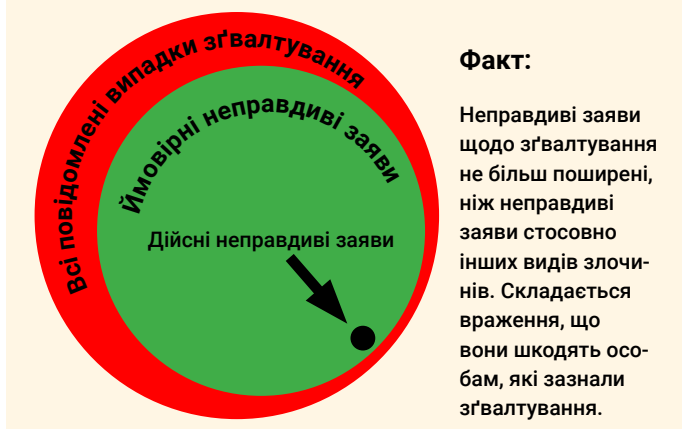 Всі повідомлені випадки зґвалтування
Ймовірні неправдиві заяви
Дійсні неправдиві заяви
Факт:
Неправдиві заяви
щодо зґвалтування
не більш поширені,
ніж неправдиві
заяви стосовно
інших видів злочи-
нів. Складається
враження, що
вони шкодять осо-
бам, які зазнали
зґвалтування.